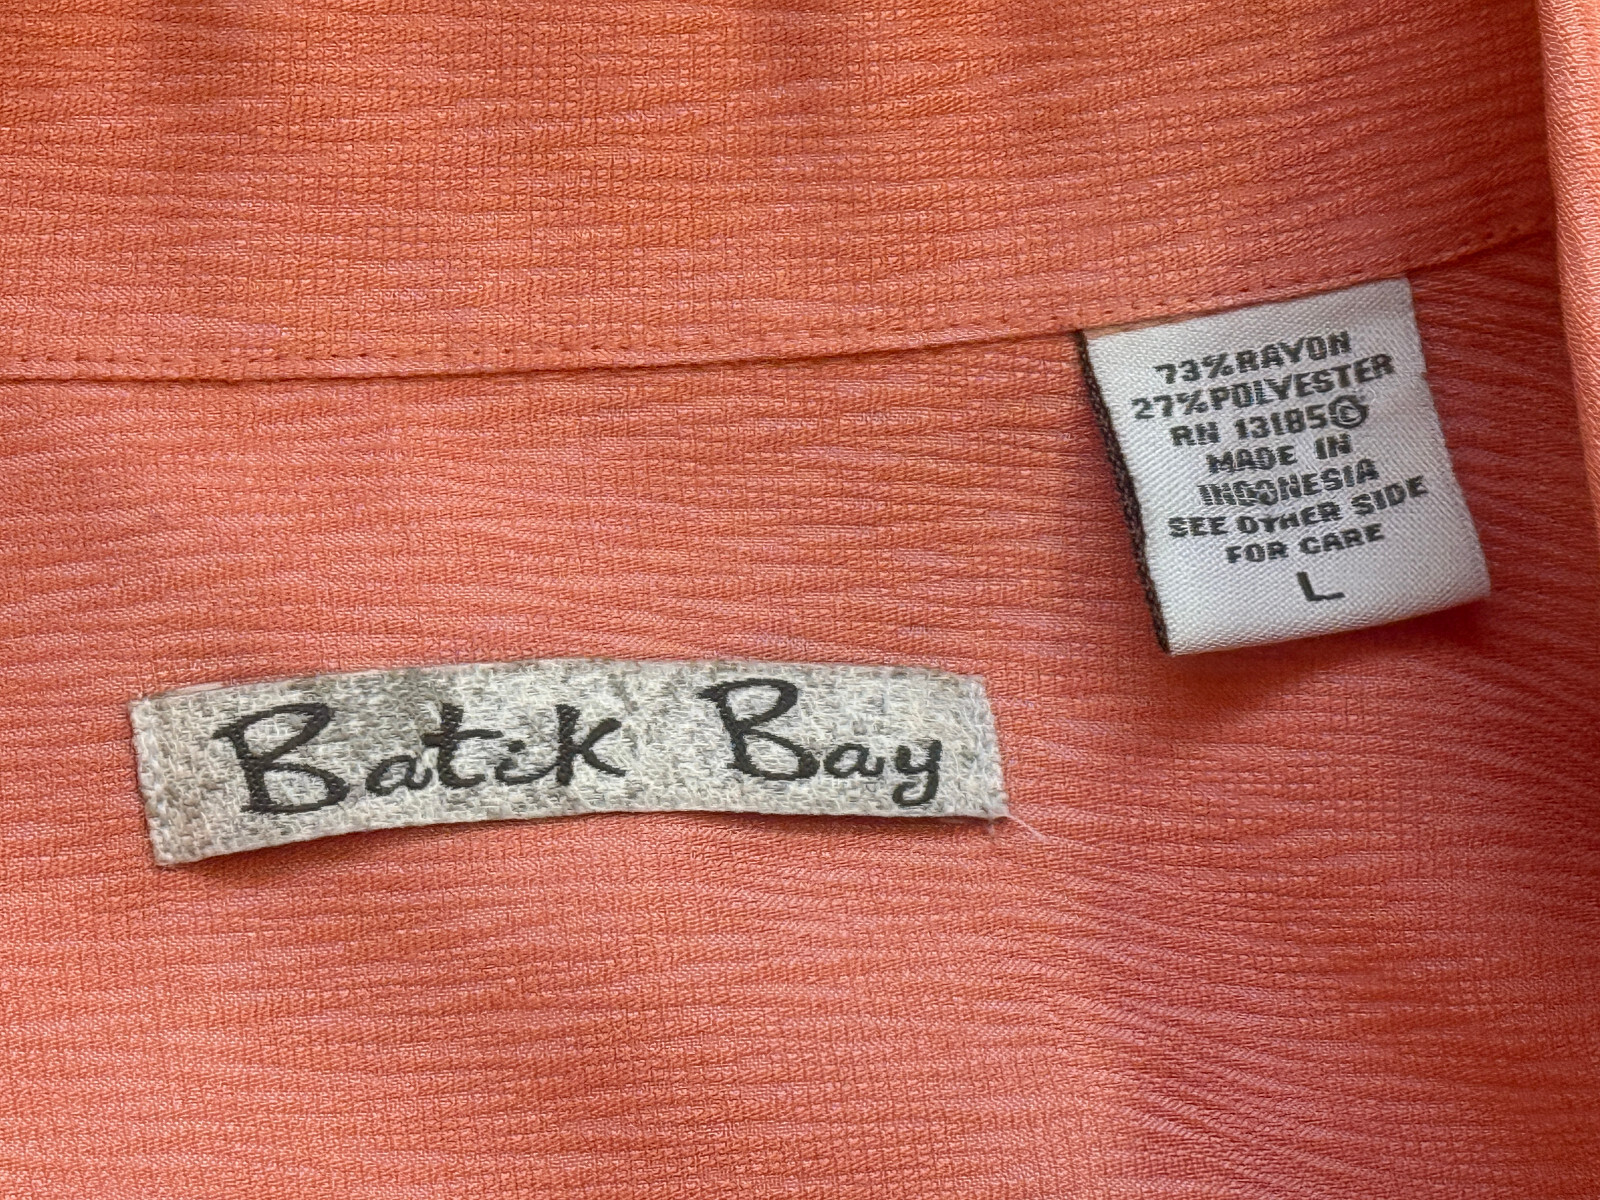 73%RAYON
27%POLYESTER
RN 13185©
MADE IN
INDONESIA
SEE OTHER SIDE
FOR CARE
L
Batik Bay